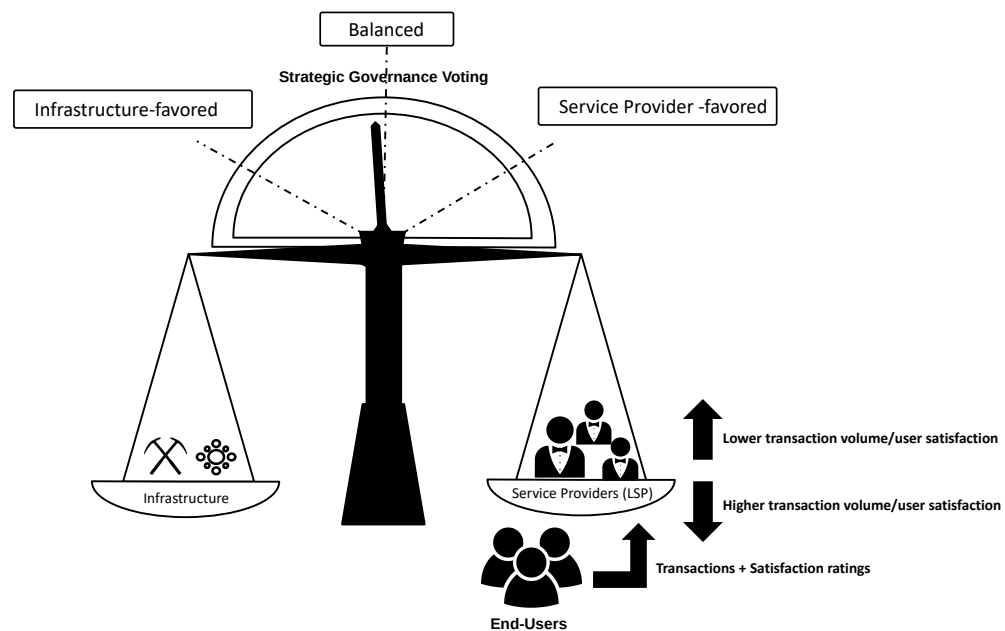 Balanced
Strategic Governance Voting
Infrastructure-favored
Service Provider -favored
Lower transaction volume/user satisfaction
Infrastructure
Service Providers (LSP)
Higher transaction volume/user satisfaction
Transactions + Satisfaction ratings
End-Users